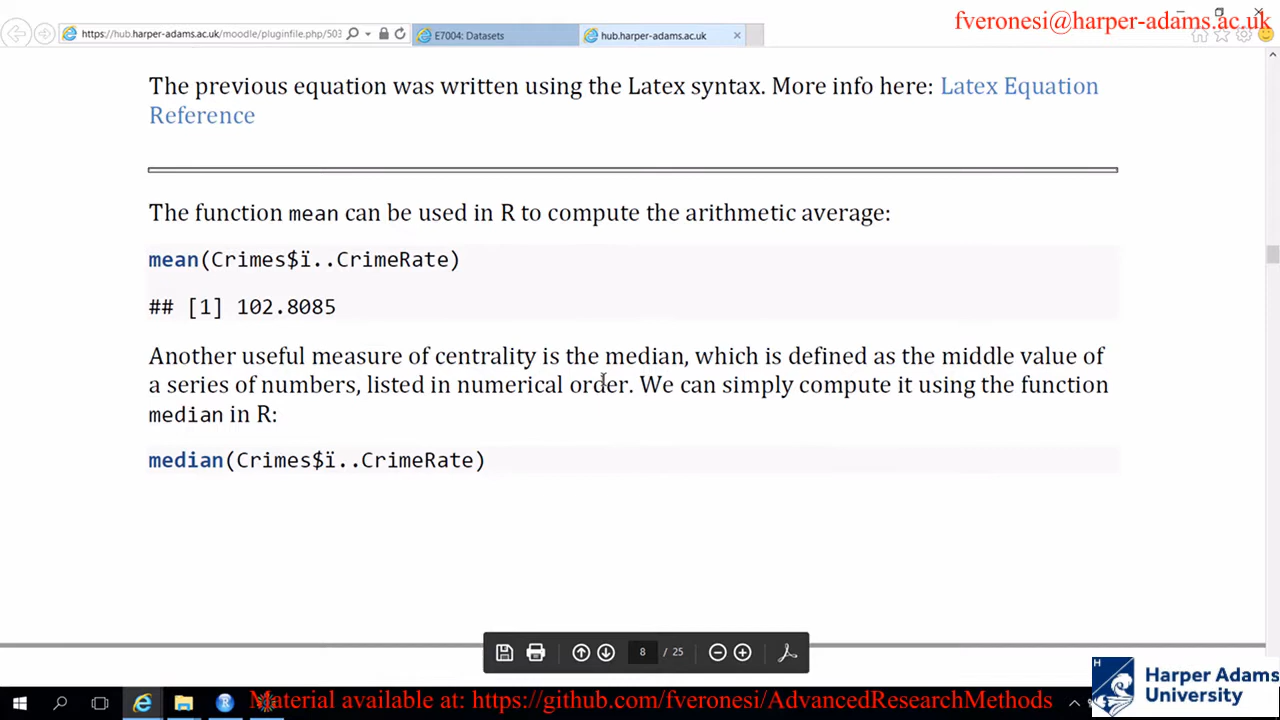 fveronesi@harper-adams.ac.uk
https://hub.harper-adams.ac.uk/moodle/pluginfile.php/503
E7004: Datasets
hub.harper-adams.ac.uk
The previous equation was written using the Latex syntax. More info here: Latex Equation
Reference
The function mean can be used in R to compute the arithmetic average:
mean(Crimes$ï..CrimeRate)
## [1] 102.8085
Another useful measure of centrality is the median, which is defined as the middle value of
a series of numbers, listed in numerical order. We can simply compute it using the function
median in R:
median(Crimes$ï..CrimeRate)
8 / 25
H
Harper Adams
University
Material available at: https://github.com/fveronesi/AdvancedResearchMethods